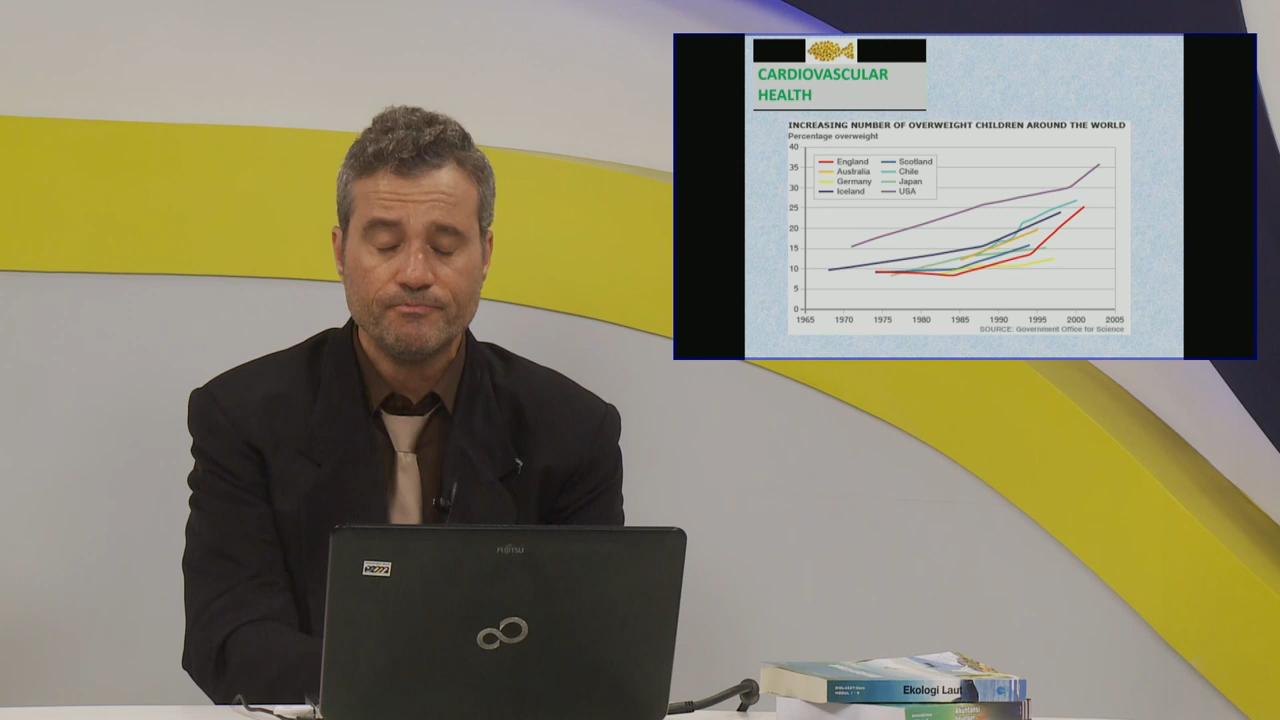 CARDIOVASCULAR
HEALTH
INCREASING NUMBER OF OVERWEIGHT CHILDREN AROUND THE WORLD
Percentage overweight
40
35
30
25
20
15
10
5
0
England
Scotland
Australia
Chile
Germany
Japan
Iceland
USA
1965 1970 1975 1980 1985 1990 1995 2000 2005
SOURCE: Government Office for Science
FUJITSU
Ekologi Laut
Akuntansi